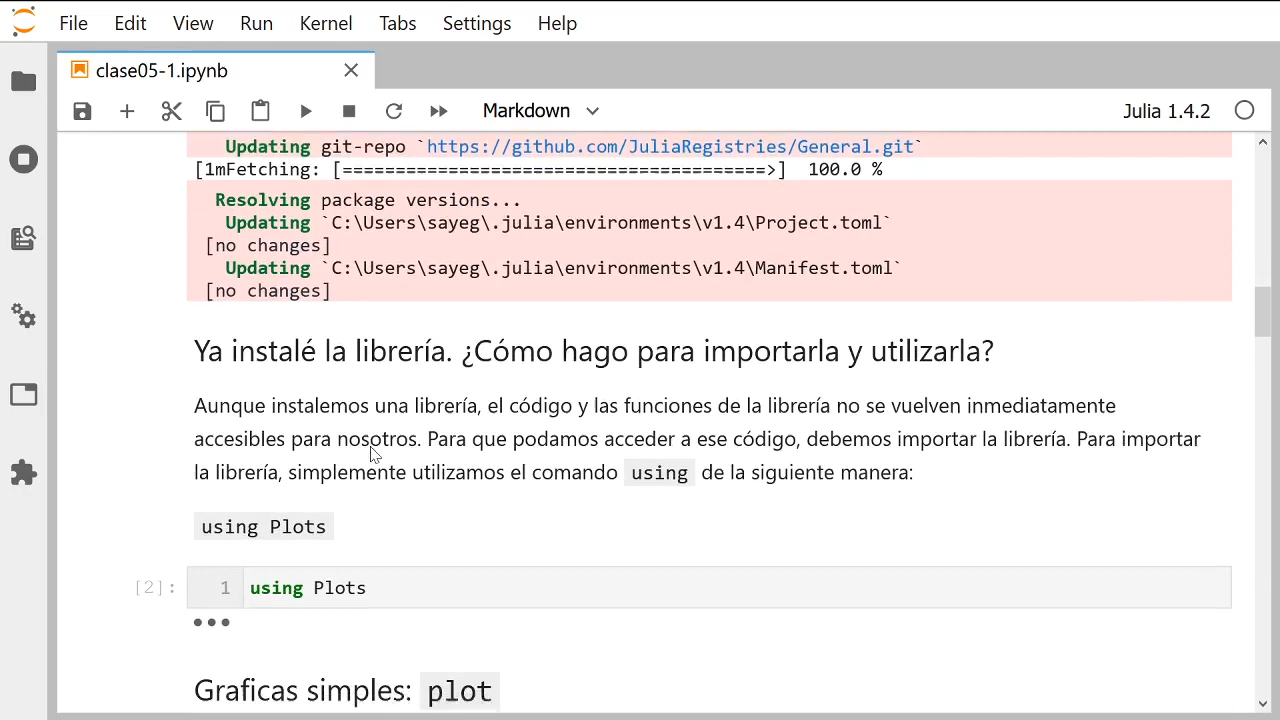 File Edit View Run Kernel Tabs Settings Help
clase05-1.ipynb
Markdown Julia 1.4.2
Updating git-repo `https://github.com/JuliaRegistries/General.git`
[1mFetching: [========================================>] 100.0 %
Resolving package versions...
Updating `C:\Users\sayeg\.julia\environments\v1.4\Project.toml`
[no changes]
Updating `C:\Users\sayeg\.julia\environments\v1.4\Manifest.toml`
[no changes]
Ya instalé la librería. ¿Cómo hago para importarla y utilizarla?
Aunque instalemos una librería, el código y las funciones de la librería no se vuelven inmediatamente
accesibles para nosotros. Para que podamos acceder a ese código, debemos importar la librería. Para importar
la librería, simplemente utilizamos el comando using de la siguiente manera:
using Plots
[2]: 1 using Plots
•••
Graficas simples: plot